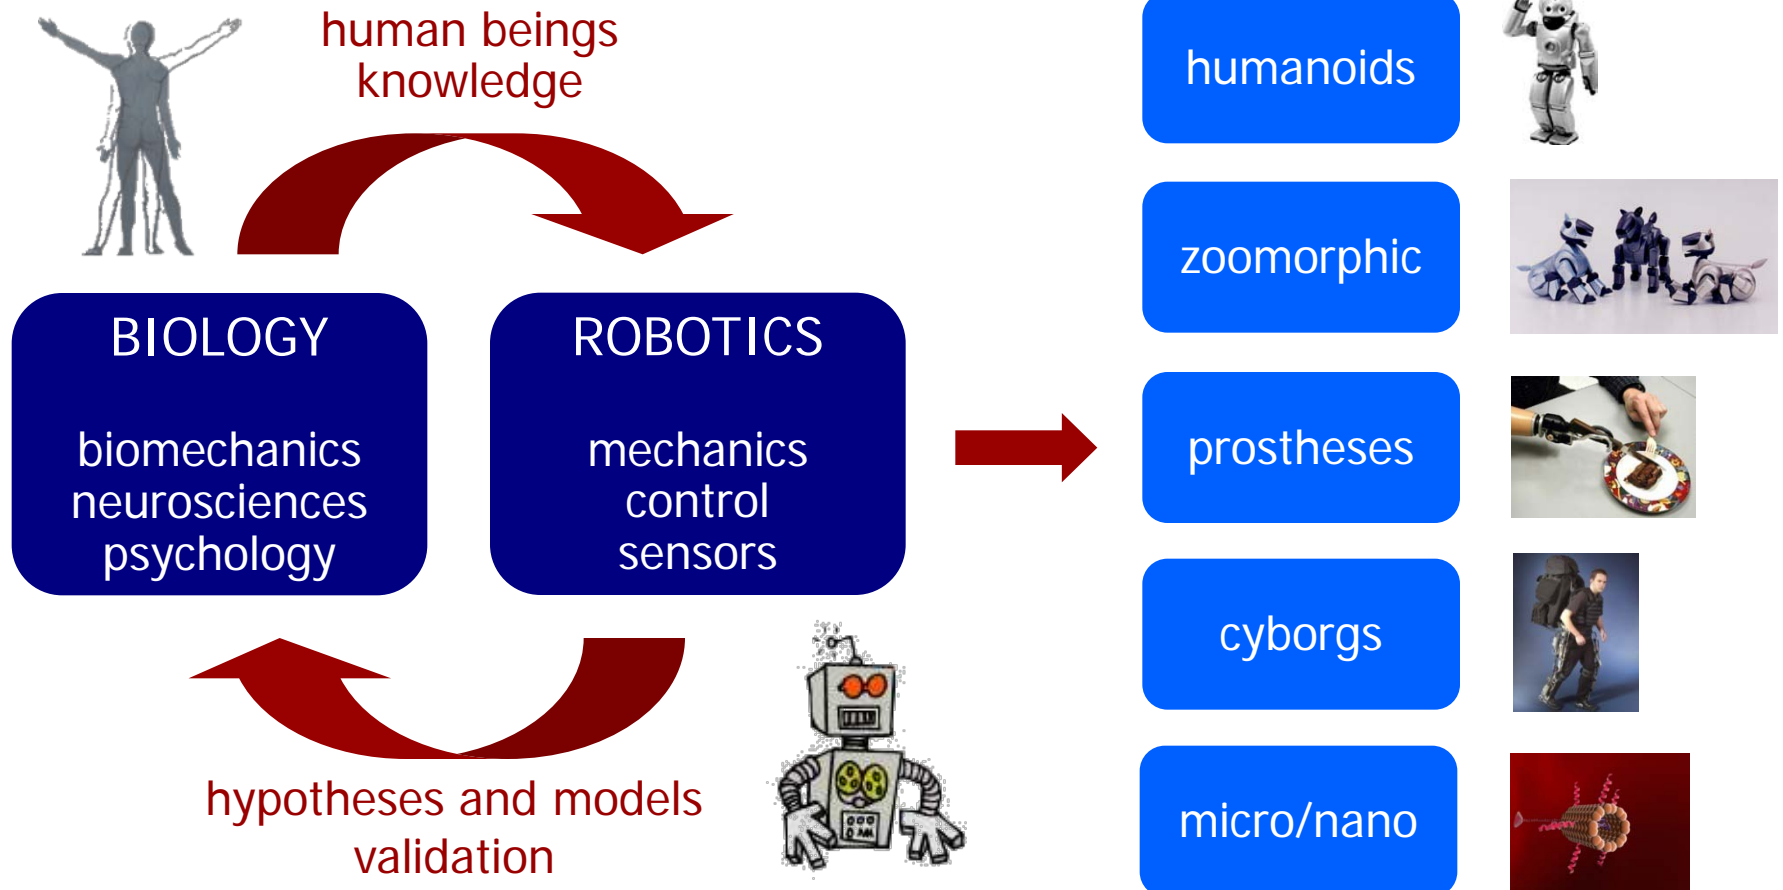 human beings
knowledge
BIOLOGY
biomechanics
neurosciences
psychology
ROBOTICS
mechanics
control
sensors
hypotheses and models
validation
humanoids
zoomorphic
prostheses
cyborgs
micro/nano